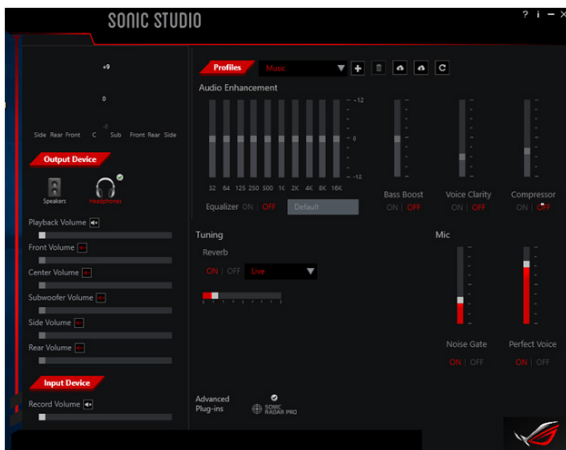 SONIC STUDIO
? i
+9
0
Side Rear Front C Sub Front Rear Side
Output Device
Speakers
Headphones
Playback Volume
Front Volume
Center Volume
Subwoofer Volume
Side Volume
Rear Volume
Input Device
Record Volume
Profiles
Music
Audio Enhancement
-12
0
-12
32 64 125 250 500 1K 2K 4K 8K 16K
Equalizer ON | OFF Default
Bass Boost
ON | OFF
Voice Clarity
ON | OFF
Compressor
ON | OFF
Tuning
Reverb
ON | OFF Live
Mic
Noise Gate
ON | OFF
Perfect Voice
ON | OFF
Advanced
Plug-ins
SONIC
RADAR PRO